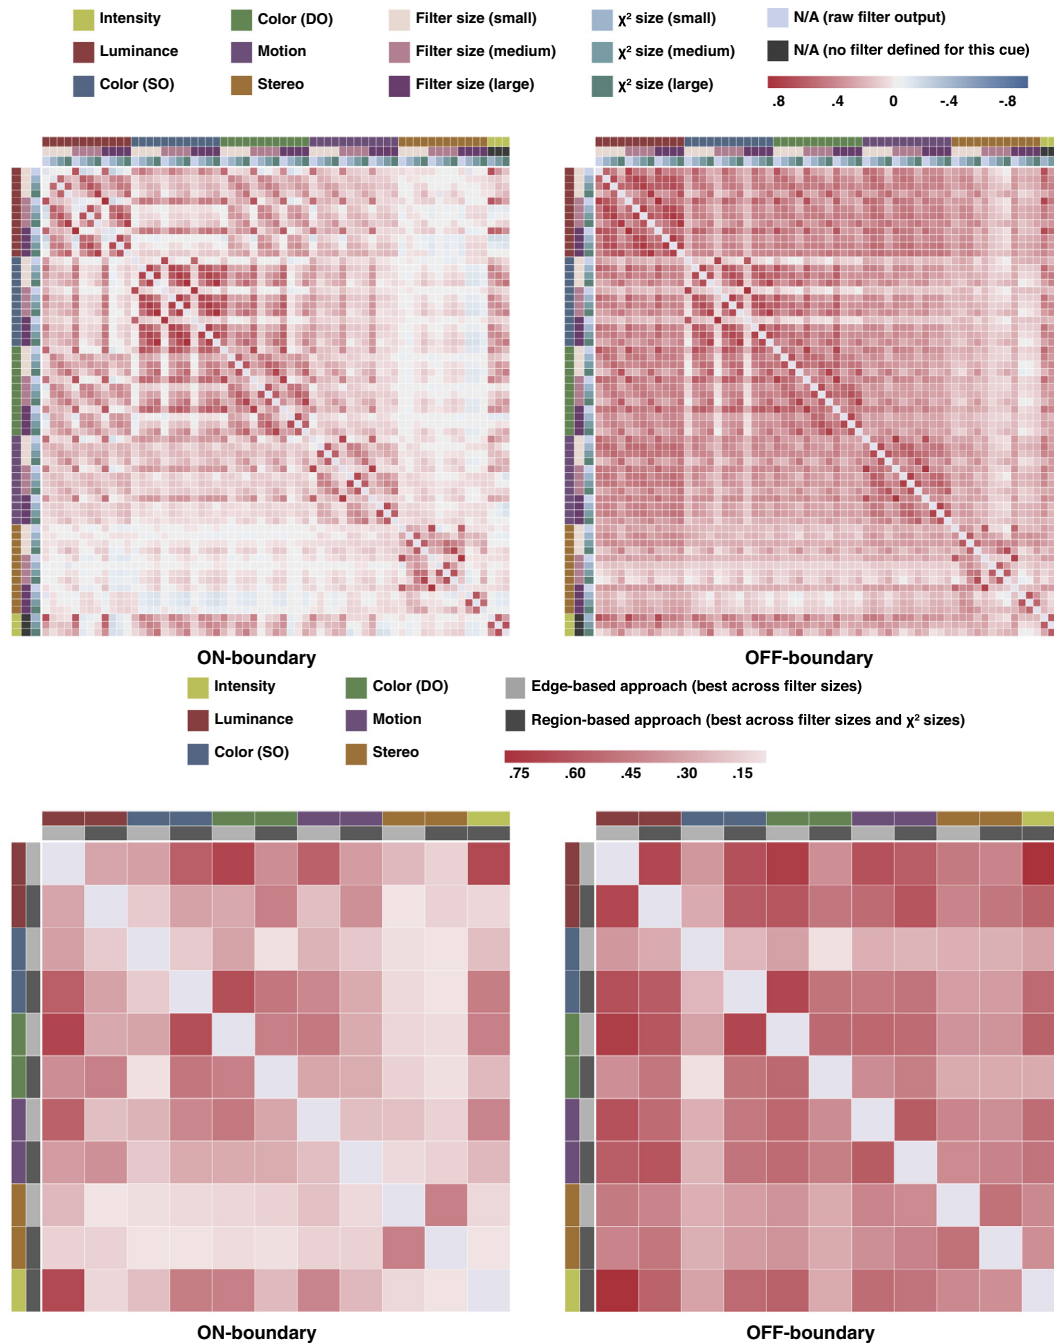 Intensity Color (DO) Filter size (small) χ² size (small) N/A (raw filter output)
Luminance Motion Filter size (medium) χ² size (medium) N/A (no filter defined for this cue)
Color (SO) Stereo Filter size (large) χ² size (large)
.8 .4 0 -.4 -.8
ON-boundary OFF-boundary
Intensity Color (DO) Edge-based approach (best across filter sizes)
Luminance Motion Region-based approach (best across filter sizes and χ² sizes)
Color (SO) Stereo
.75 .60 .45 .30 .15
ON-boundary OFF-boundary